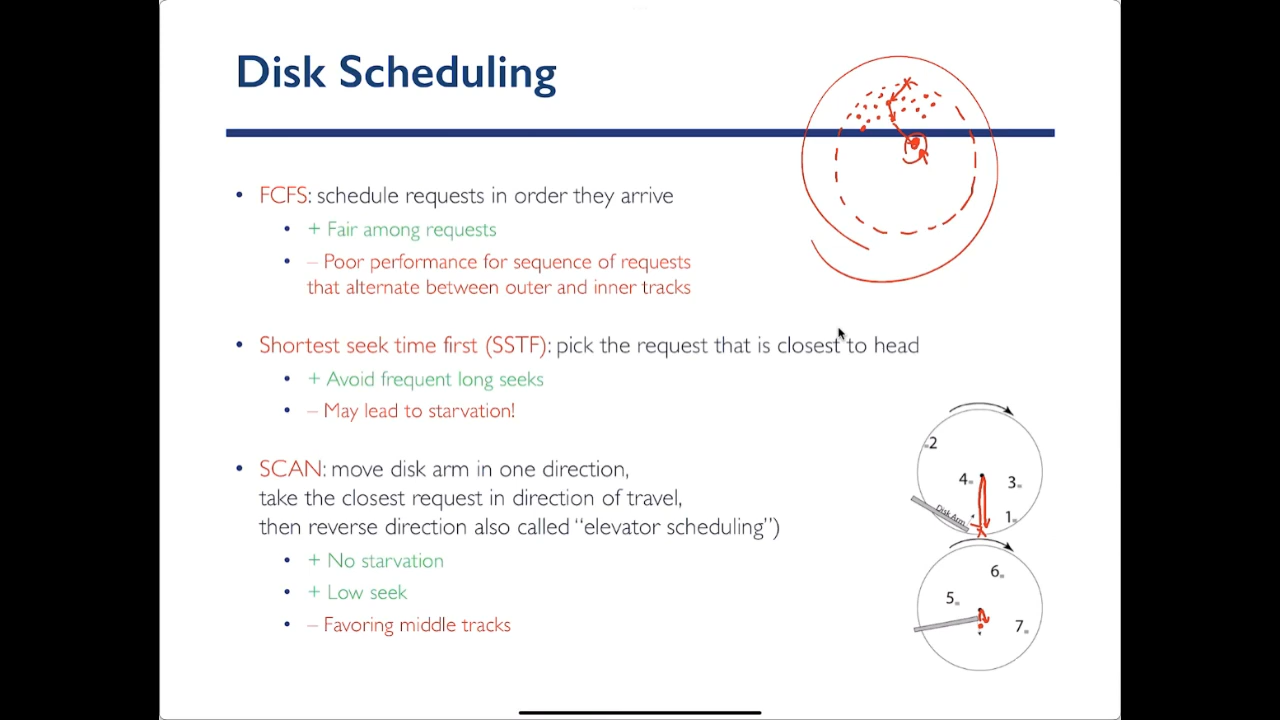 Disk Scheduling
• FCFS: schedule requests in order they arrive
• + Fair among requests
• – Poor performance for sequence of requests
that alternate between outer and inner tracks
• Shortest seek time first (SSTF): pick the request that is closest to head
• + Avoid frequent long seeks
• – May lead to starvation!
• SCAN: move disk arm in one direction,
take the closest request in direction of travel,
then reverse direction also called “elevator scheduling”)
• + No starvation
• + Low seek
• – Favoring middle tracks
2
4
3
1
Disk Arm
6
5
7